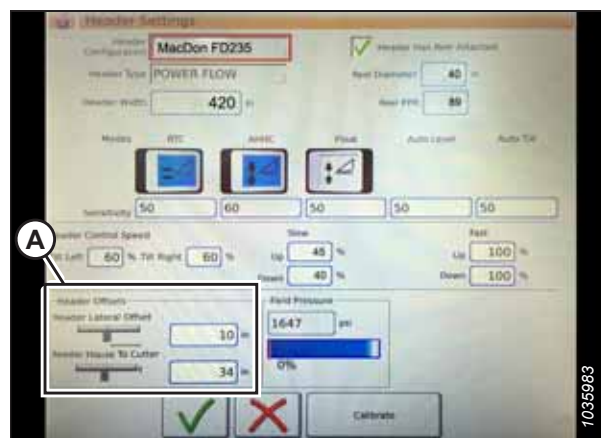 Header Settings
Header Configuration MacDon FD235 Header Has Reel Attached
Header Type POWER FLOW Reel Diameter 40 in
Header Width 420 in Reel PPR 89
Modes RTC AHHC Float Auto Level Auto Tilt
Sensitivity 50 60 50 50 50
A
Header Control Speed Slow Fast
Tilt Left 60 % Tilt Right 60 % Up 45 % Up 100 %
Down 40 % Down 100 %
Header Offsets Field Pressure
Header Lateral Offset 10 in 1647 psi
Feeder House To Cutter 34 in 0%
Calibrate
1035983